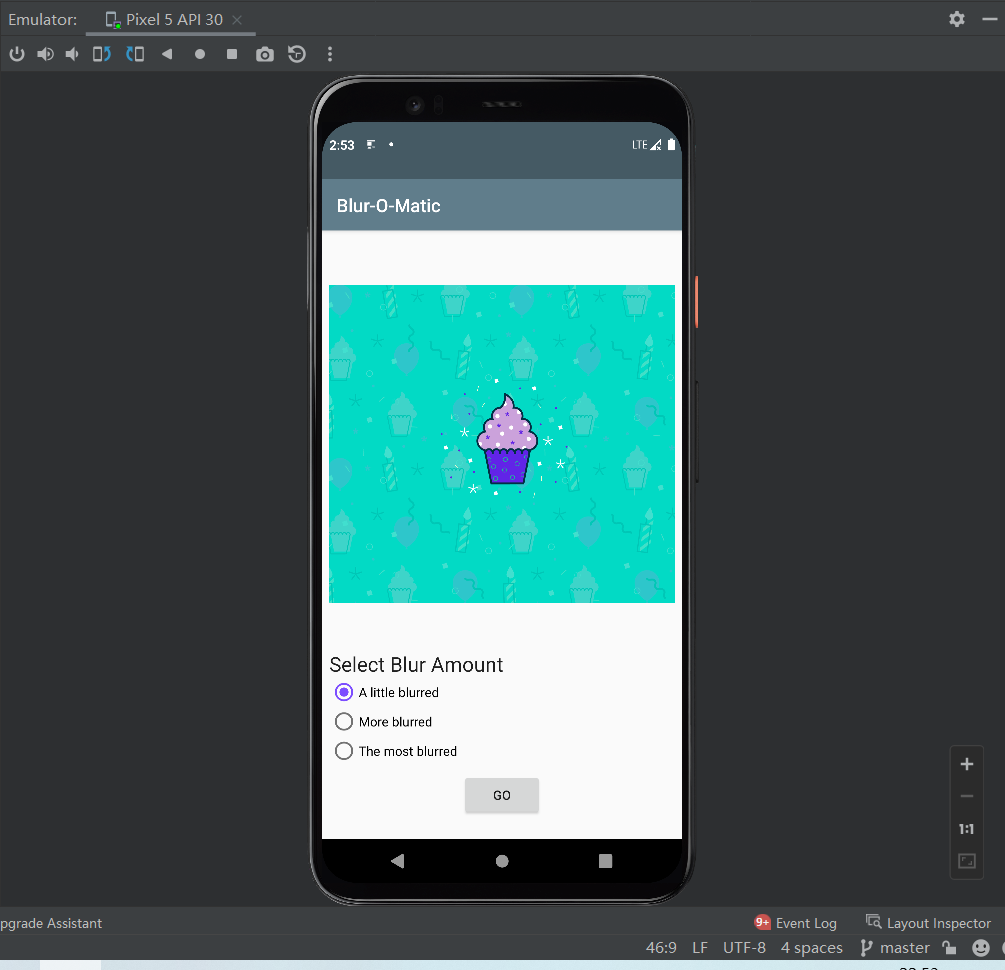 Emulator: Pixel 5 API 30
2:53 LTE
Blur-O-Matic
Select Blur Amount
A little blurred
More blurred
The most blurred
GO
1:1
pgrade Assistant 9+ Event Log Layout Inspector
46:9 LF UTF-8 4 spaces master